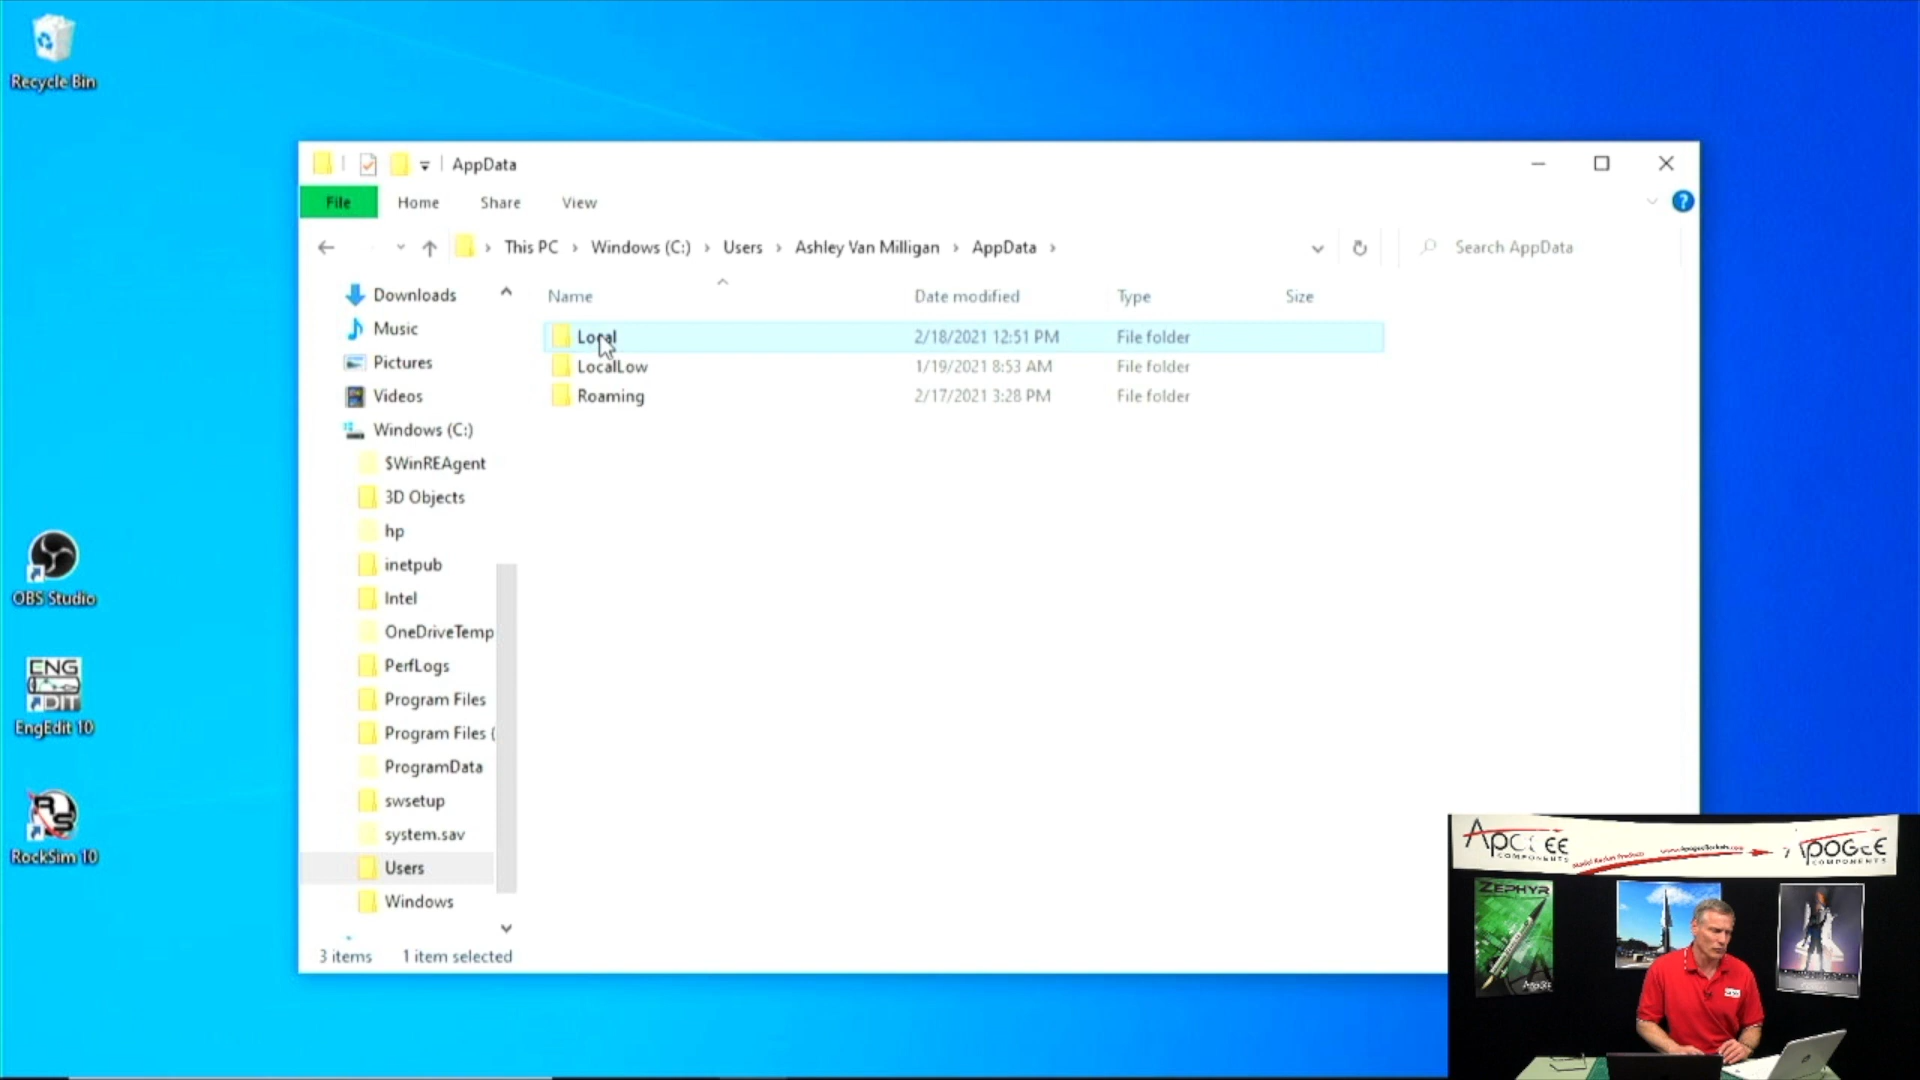 Recycle Bin
OBS Studio
ENG
EDIT
EngEdit 10
RS
RockSim 10
AppData
File
Home
Share
View
?
› This PC › Windows (C:) › Users › Ashley Van Milligan › AppData ›
Search AppData
Downloads
Music
Pictures
Videos
Windows (C:)
$WinREAgent
3D Objects
hp
inetpub
Intel
OneDriveTemp
PerfLogs
Program Files
Program Files (
ProgramData
swsetup
system.sav
Users
Windows
Name Date modified Type Size
Local 2/18/2021 12:51 PM File folder
LocalLow 1/19/2021 8:53 AM File folder
Roaming 2/17/2021 3:28 PM File folder
3 items 1 item selected
COMPONENTS
Model Rocket Products
COMPONENTS
ZEPHYR